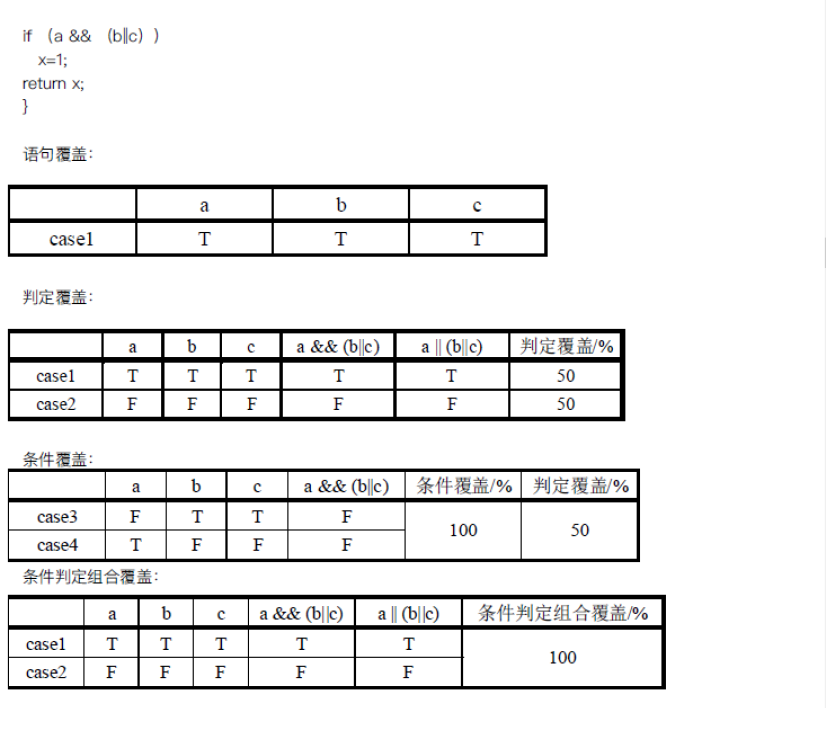 if （a && （b||c））
x=1;
return x;
}
语句覆盖：
a b c
case1 T T T
判定覆盖：
a b c a && (b||c) a || (b||c) 判定覆盖/%
case1 T T T T T 50
case2 F F F F F 50
条件覆盖：
a b c a && (b||c) 条件覆盖/% 判定覆盖/%
case3 F T T F 100 50
case4 T F F F
条件判定组合覆盖：
a b c a && (b||c) a || (b||c) 条件判定组合覆盖/%
case1 T T T T T 100
case2 F F F F F